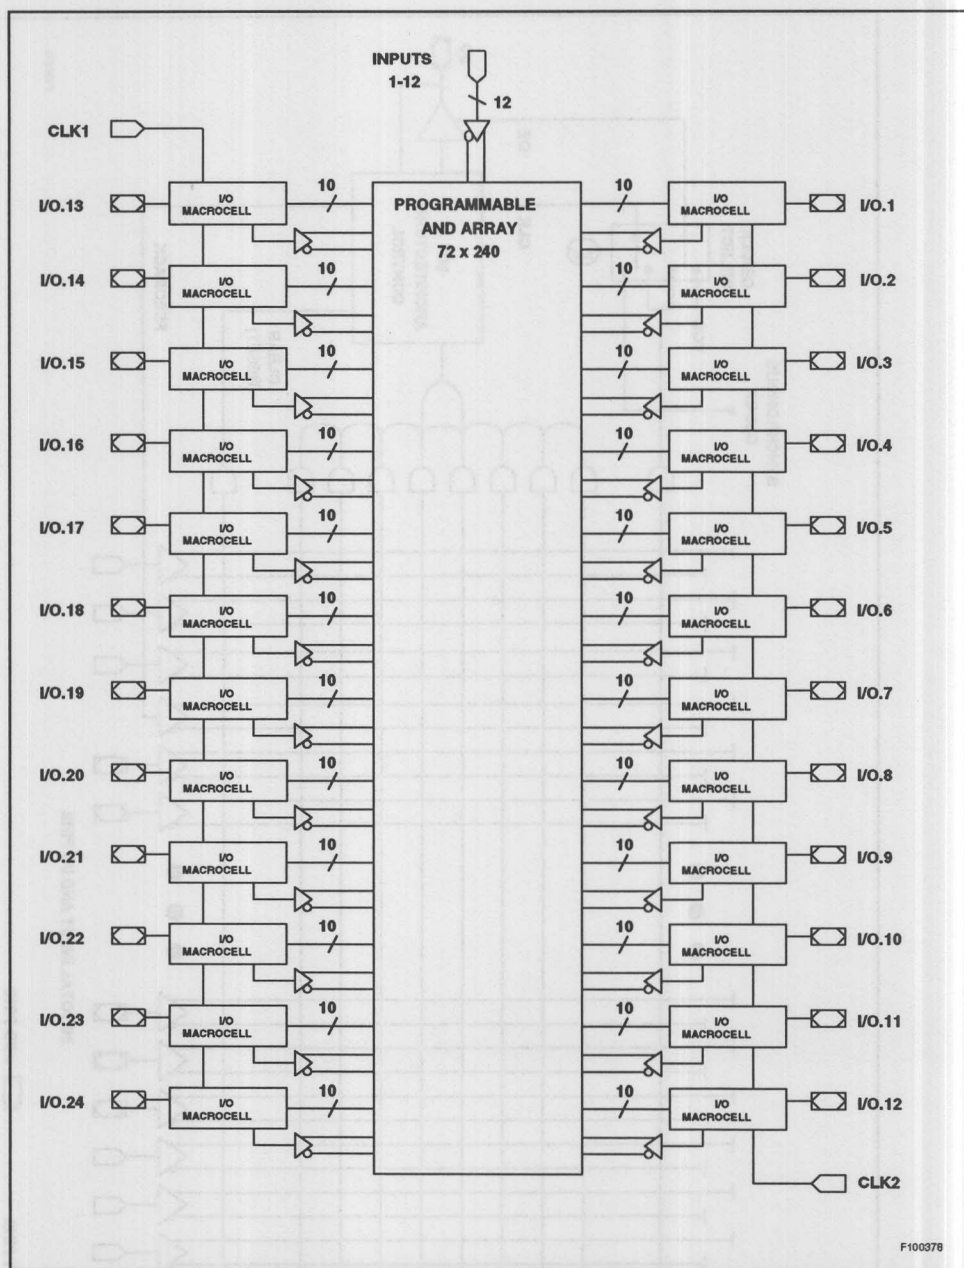 INPUTS
1-12
12
CLK1
I/O.13
I/O
MACROCELL
10
PROGRAMMABLE
AND ARRAY
72 x 240
10
I/O
MACROCELL
I/O.1
I/O.14
I/O
MACROCELL
10
10
I/O
MACROCELL
I/O.2
I/O.15
I/O
MACROCELL
10
10
I/O
MACROCELL
I/O.3
I/O.16
I/O
MACROCELL
10
10
I/O
MACROCELL
I/O.4
I/O.17
I/O
MACROCELL
10
10
I/O
MACROCELL
I/O.5
I/O.18
I/O
MACROCELL
10
10
I/O
MACROCELL
I/O.6
I/O.19
I/O
MACROCELL
10
10
I/O
MACROCELL
I/O.7
I/O.20
I/O
MACROCELL
10
10
I/O
MACROCELL
I/O.8
I/O.21
I/O
MACROCELL
10
10
I/O
MACROCELL
I/O.9
I/O.22
I/O
MACROCELL
10
10
I/O
MACROCELL
I/O.10
I/O.23
I/O
MACROCELL
10
10
I/O
MACROCELL
I/O.11
I/O.24
I/O
MACROCELL
10
10
I/O
MACROCELL
I/O.12
CLK2
F100378